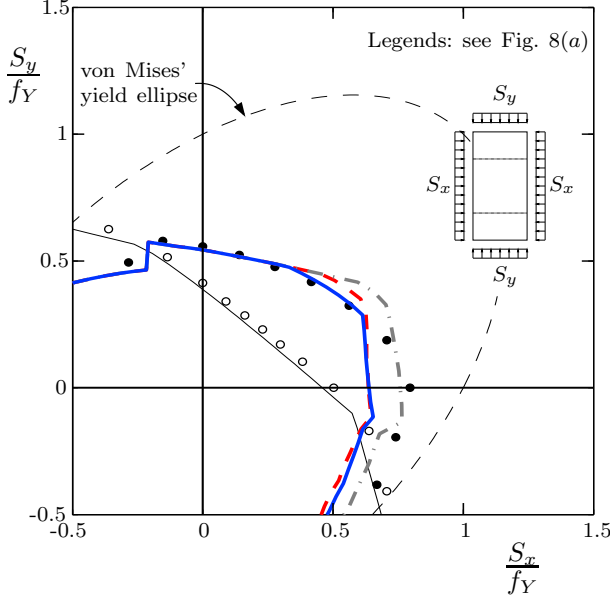 1.5
Legends: see Fig. 8(a)
S_y
f_Y
von Mises'
yield ellipse
S_y
1
S_x S_x
S_y
0.5
0
-0.5
-0.5 0 0.5 1 1.5
S_x
f_Y